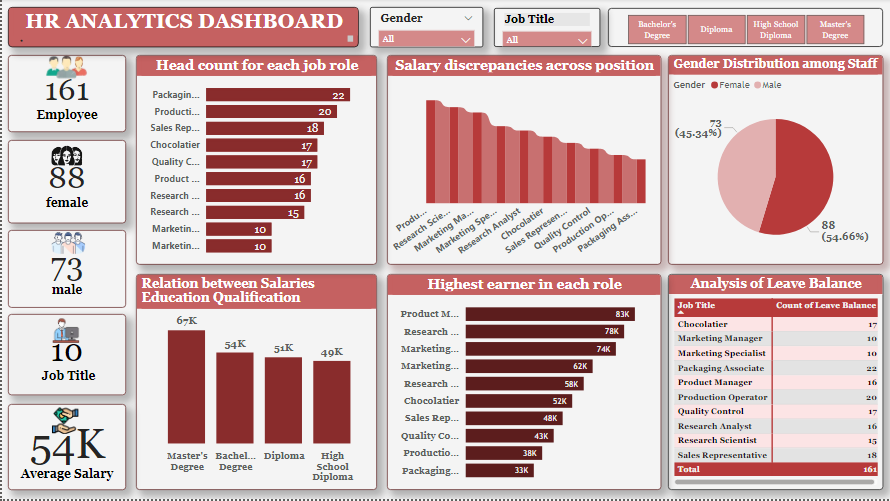 HR ANALYTICS DASHBOARD
Gender
All
Job Title
All
Bachelor's
Degree
Diploma
High School
Diploma
Master's
Degree
161
Employee
88
female
73
male
10
Job Title
54K
Average Salary
Head count for each job role
Packagin... 22
Producti... 20
Sales Rep... 18
Chocolatier 17
Quality C... 17
Product ... 16
Research ... 16
Research ... 15
Marketin... 10
Marketin... 10
Salary discrepancies across position
Produ...
Research Scie...
Marketing Ma...
Marketing Spe...
Research Analyst
Chocolatier
Sales Represen...
Quality Control
Production Op...
Packaging Ass...
Gender Distribution among Staff
Gender Female Male
73
(45.34%)
88
(54.66%)
Relation between Salaries
Education Qualification
67K
54K
51K
49K
Master's
Degree
Bachel...
Degree
Diploma
High
School
Diploma
Highest earner in each role
Product M... 83K
Research ... 78K
Marketing... 74K
Marketing... 62K
Research ... 58K
Chocolatier 52K
Sales Rep... 48K
Quality Co... 43K
Productio... 38K
Packaging... 33K
Analysis of Leave Balance
Job Title Count of Leave Balance
Chocolatier 17
Marketing Manager 10
Marketing Specialist 10
Packaging Associate 22
Product Manager 16
Production Operator 20
Quality Control 17
Research Analyst 16
Research Scientist 15
Sales Representative 18
Total 161